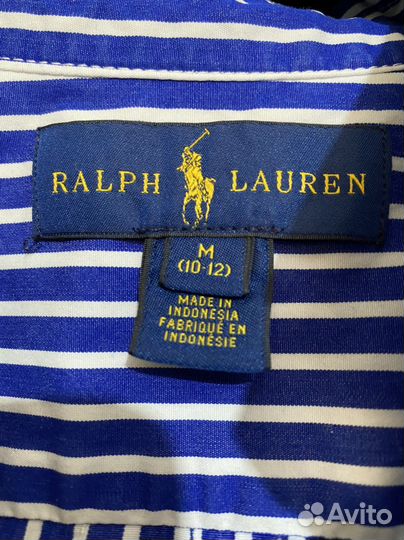 RALPH LAUREN
M
(10-12)
MADE IN
INDONESIA
FABRIQUÉ EN
INDONÉSIE
Avito